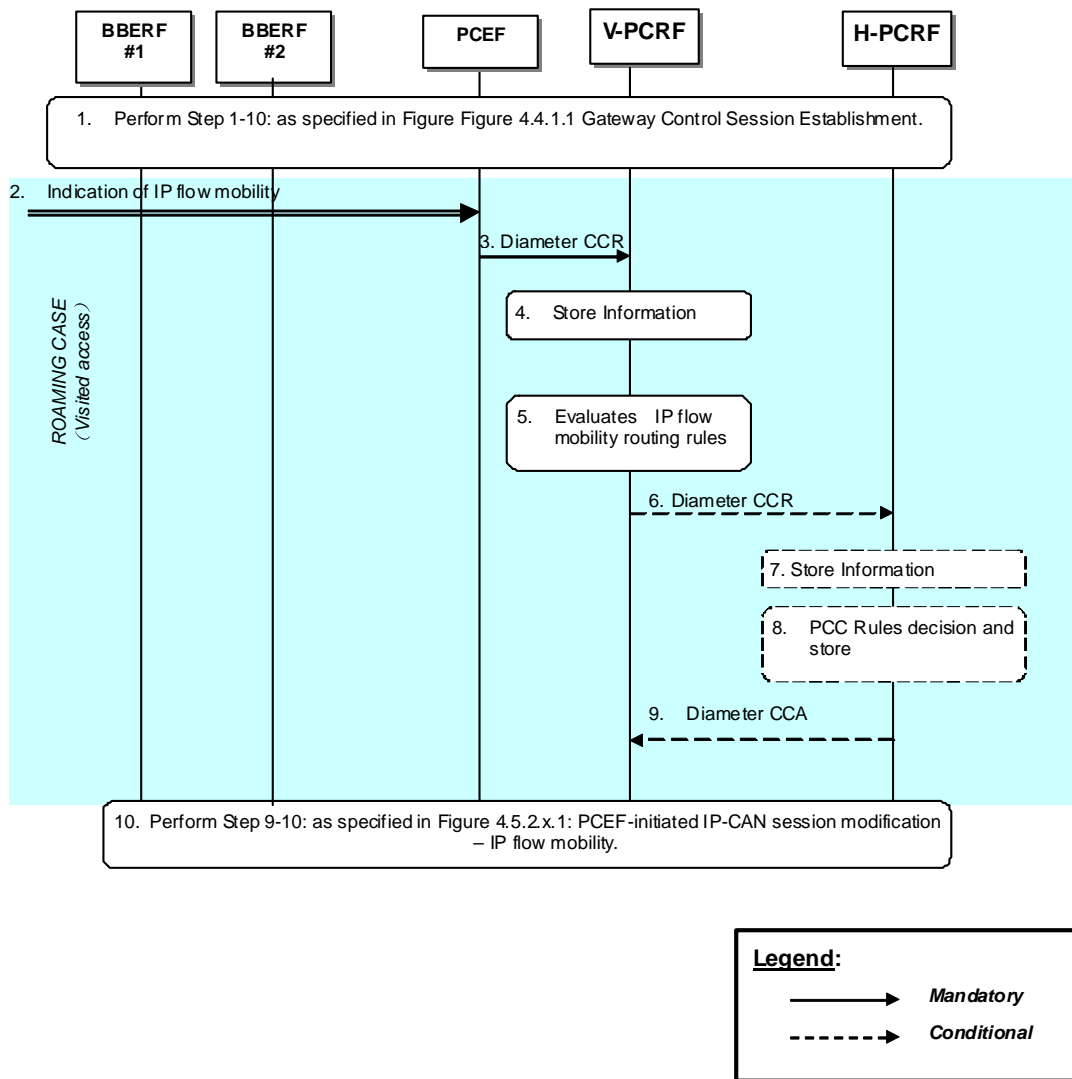 BBERF
#1
BBERF
#2
PCEF
V-PCRF
H-PCRF
1. Perform Step 1-10: as specified in Figure Figure 4.4.1.1 Gateway Control Session Establishment.
2. Indication of IP flow mobility
3. Diameter CCR
4. Store Information
ROAMING CASE
(Visited access)
5. Evaluates IP flow
mobility routing rules
6. Diameter CCR
7. Store Information
8. PCC Rules decision and
store
9. Diameter CCA
10. Perform Step 9-10: as specified in Figure 4.5.2.x.1: PCEF-initiated IP-CAN session modification
– IP flow mobility.
Legend:
Mandatory
Conditional